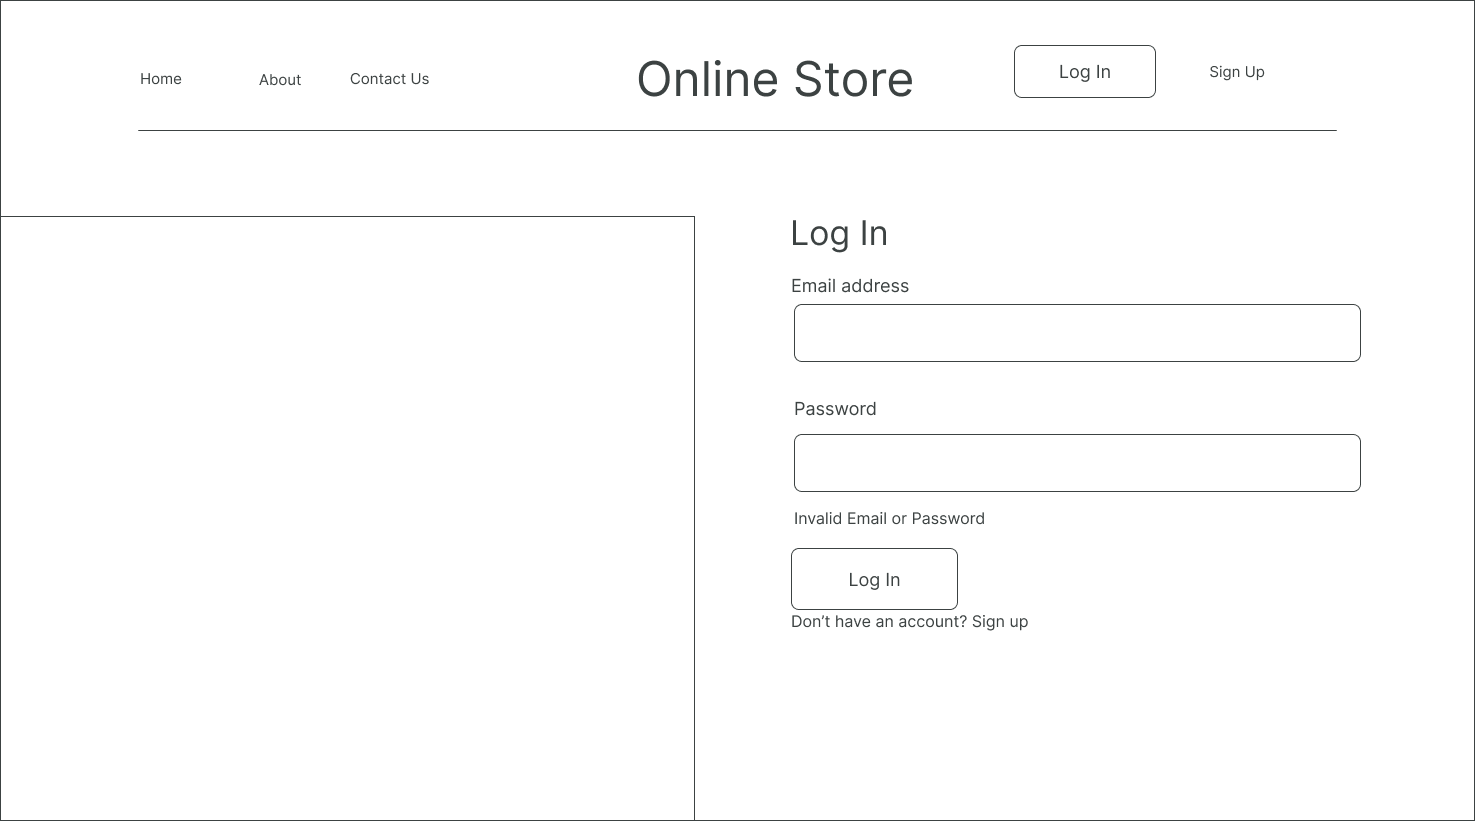 Home About Contact Us Online Store Log In Sign Up
Log In
Email address
Password
Invalid Email or Password
Log In
Don’t have an account? Sign up